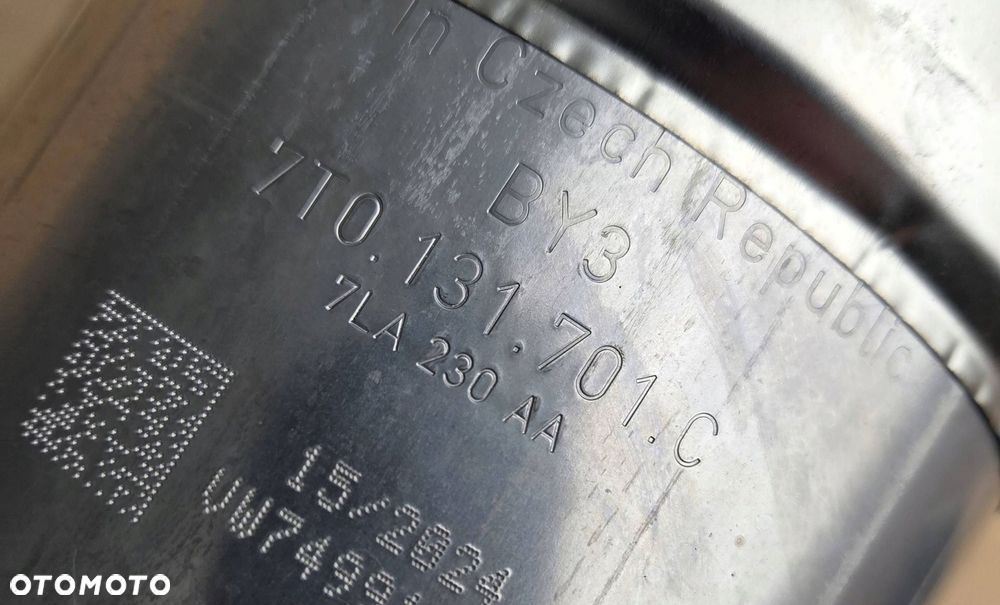 In Czech Republic
BY3
7T0.131.701.C
7LA 230 AA
15/2024
OTOMOTO